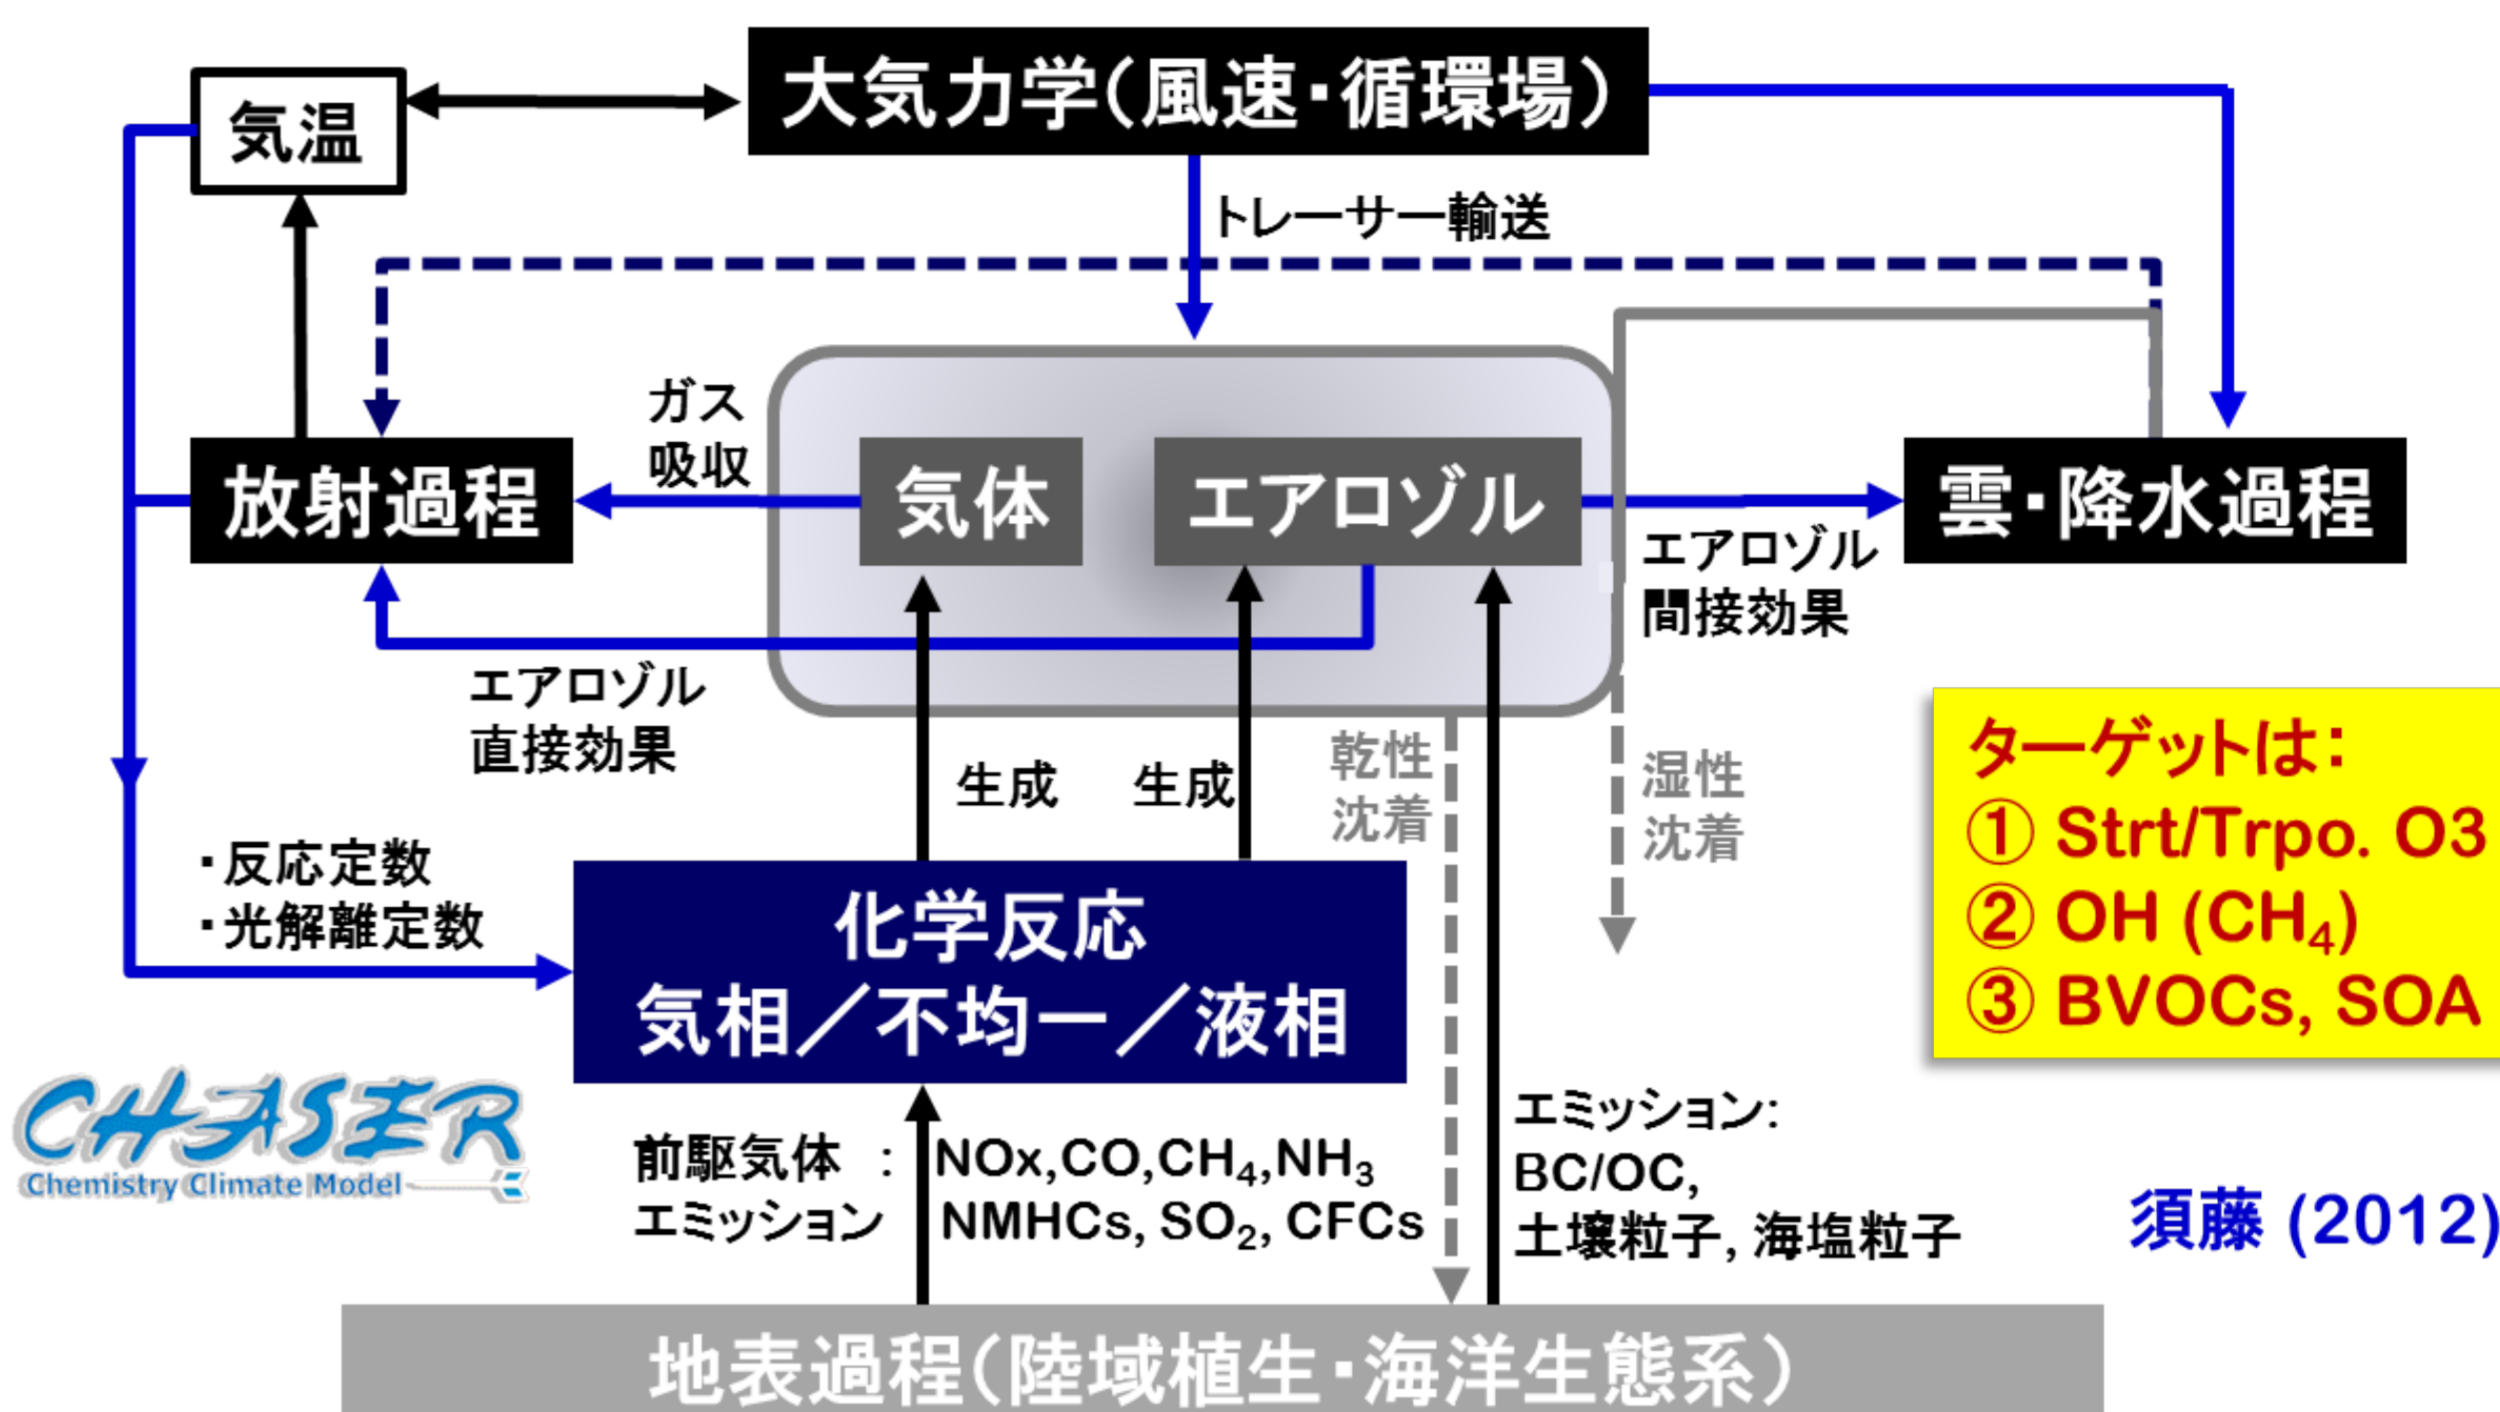 大気力学(風速・循環場)
気温
トレーサー輸送
ガス
吸収
放射過程
気体
エアロゾル
雲・降水過程
エアロゾル
間接効果
エアロゾル
直接効果
生成
生成
乾性
沈着
湿性
沈着
ターゲットは:
① Strt/Trpo. O3
② OH (CH₄)
③ BVOCs, SOA
・反応定数
・光解離定数
化学反応
気相／不均一／液相
CHASER
Chemistry Climate Model
前駆気体 : NOx,CO,CH₄,NH₃
エミッション NMHCs, SO₂, CFCs
エミッション:
BC/OC,
土壌粒子, 海塩粒子
須藤 (2012)
地表過程(陸域植生・海洋生態系)